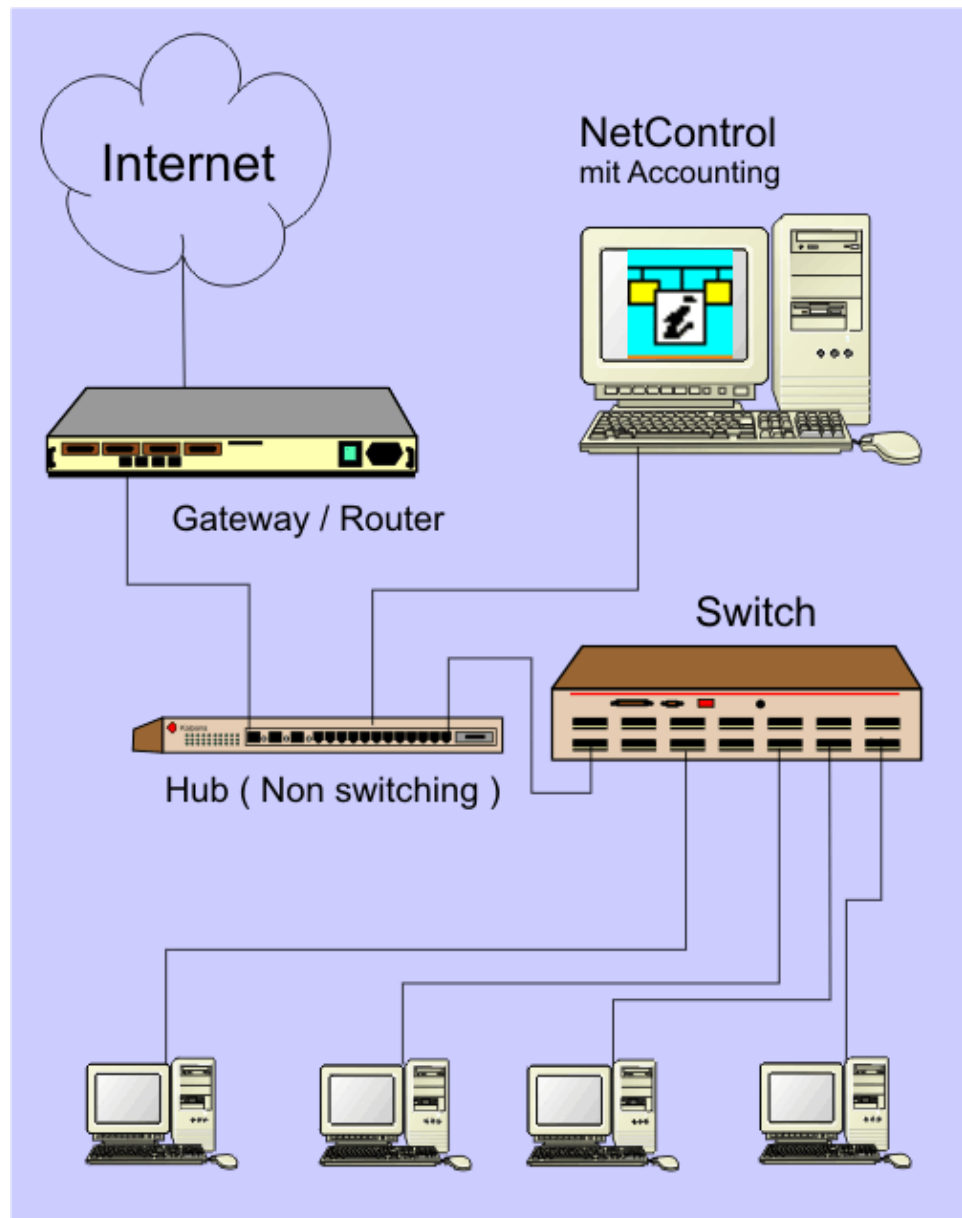 Internet
NetControl
mit Accounting
Gateway / Router
Switch
Hub ( Non switching )